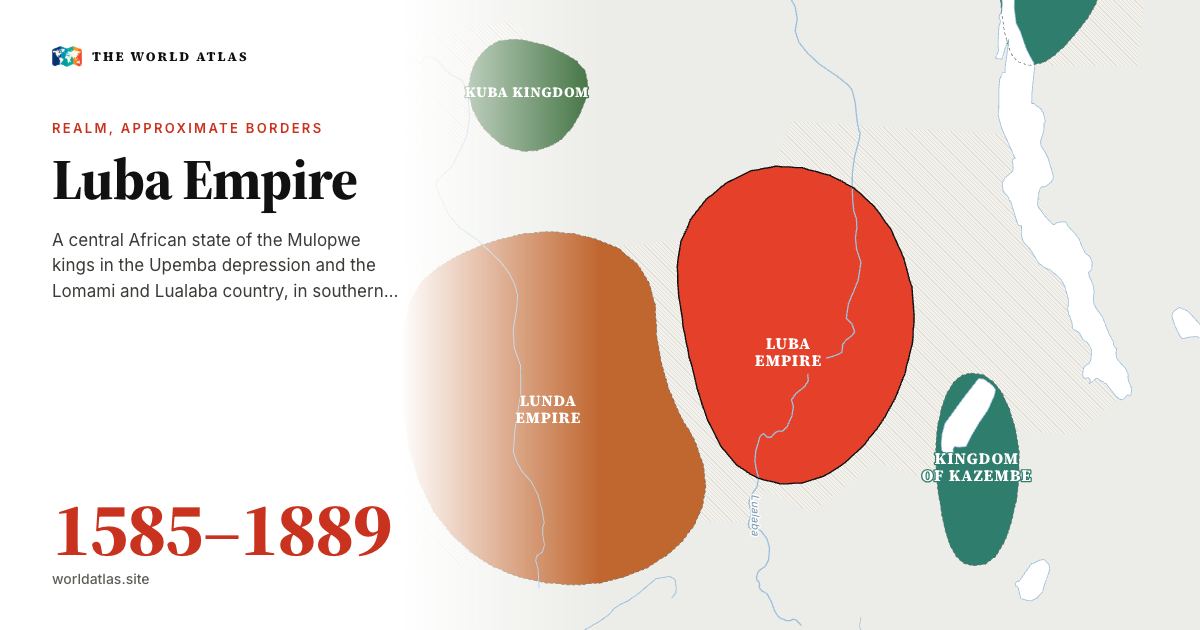 THE WORLD ATLAS
REALM, APPROXIMATE BORDERS
Luba Empire
A central African state of the Mulopwe
kings in the Upemba depression and the
Lomami and Lualaba country, in southern...
1585–1889
worldatlas.site
KUBA KINGDOM
LUBA
EMPIRE
LUNDA
EMPIRE
KINGDOM
OF KAZEMBE
Lualaba